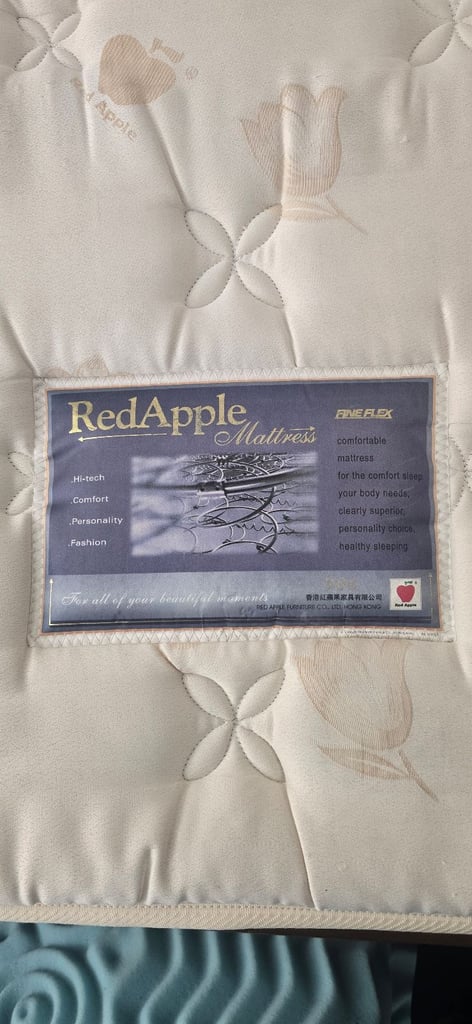 Red Apple
RedApple
Mattress
FINE FLEX
.Hi-tech
.Comfort
.Personality
.Fashion
comfortable
mattress
for the comfort sleep
your body needs,
clearly superior,
personality choice,
healthy sleeping
For all of your beautiful moments
香港紅蘋果家具有限公司
RED APPLE FURNITURE CO., LTD, HONG KONG
Red Apple